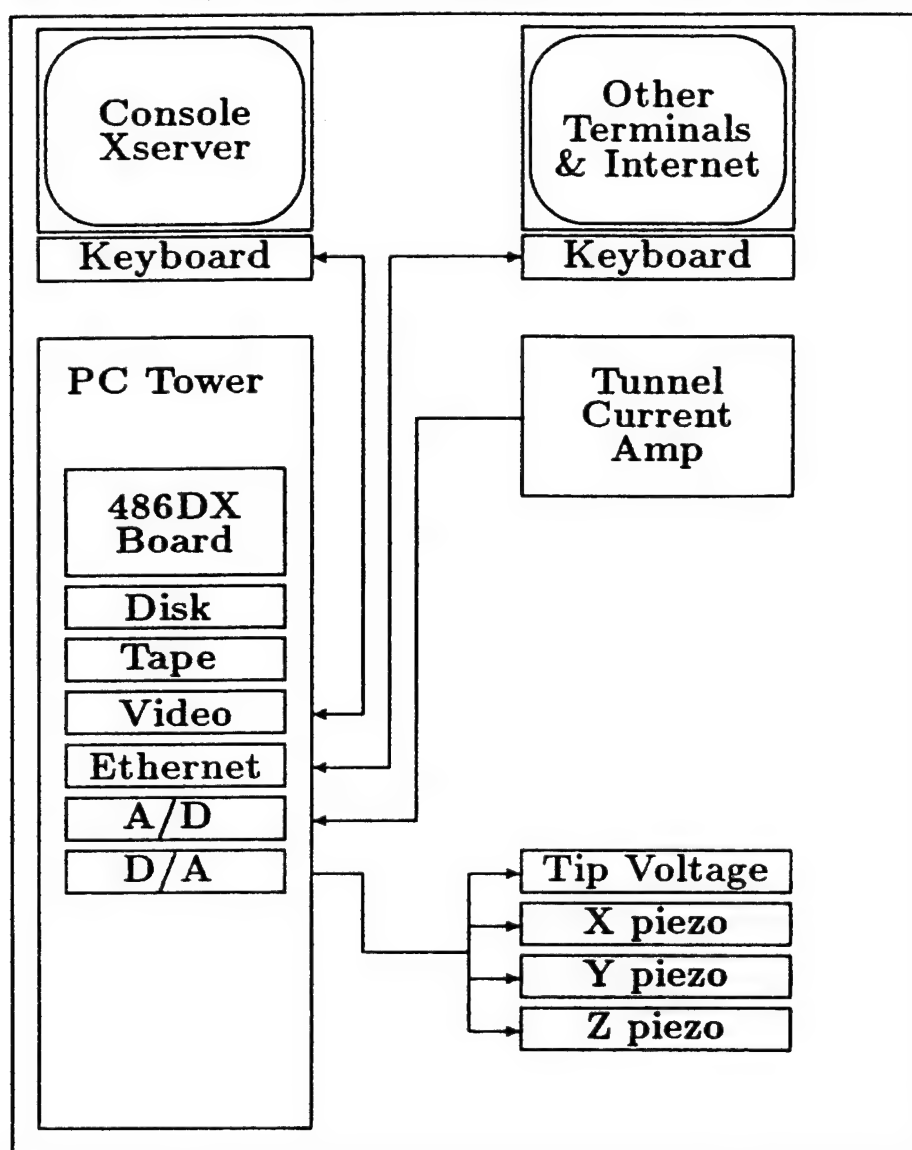 Console
Xserver
Keyboard
Other
Terminals
& Internet
Keyboard
PC Tower
486DX
Board
Disk
Tape
Video
Ethernet
A/D
D/A
Tunnel
Current
Amp
Tip Voltage
X piezo
Y piezo
Z piezo